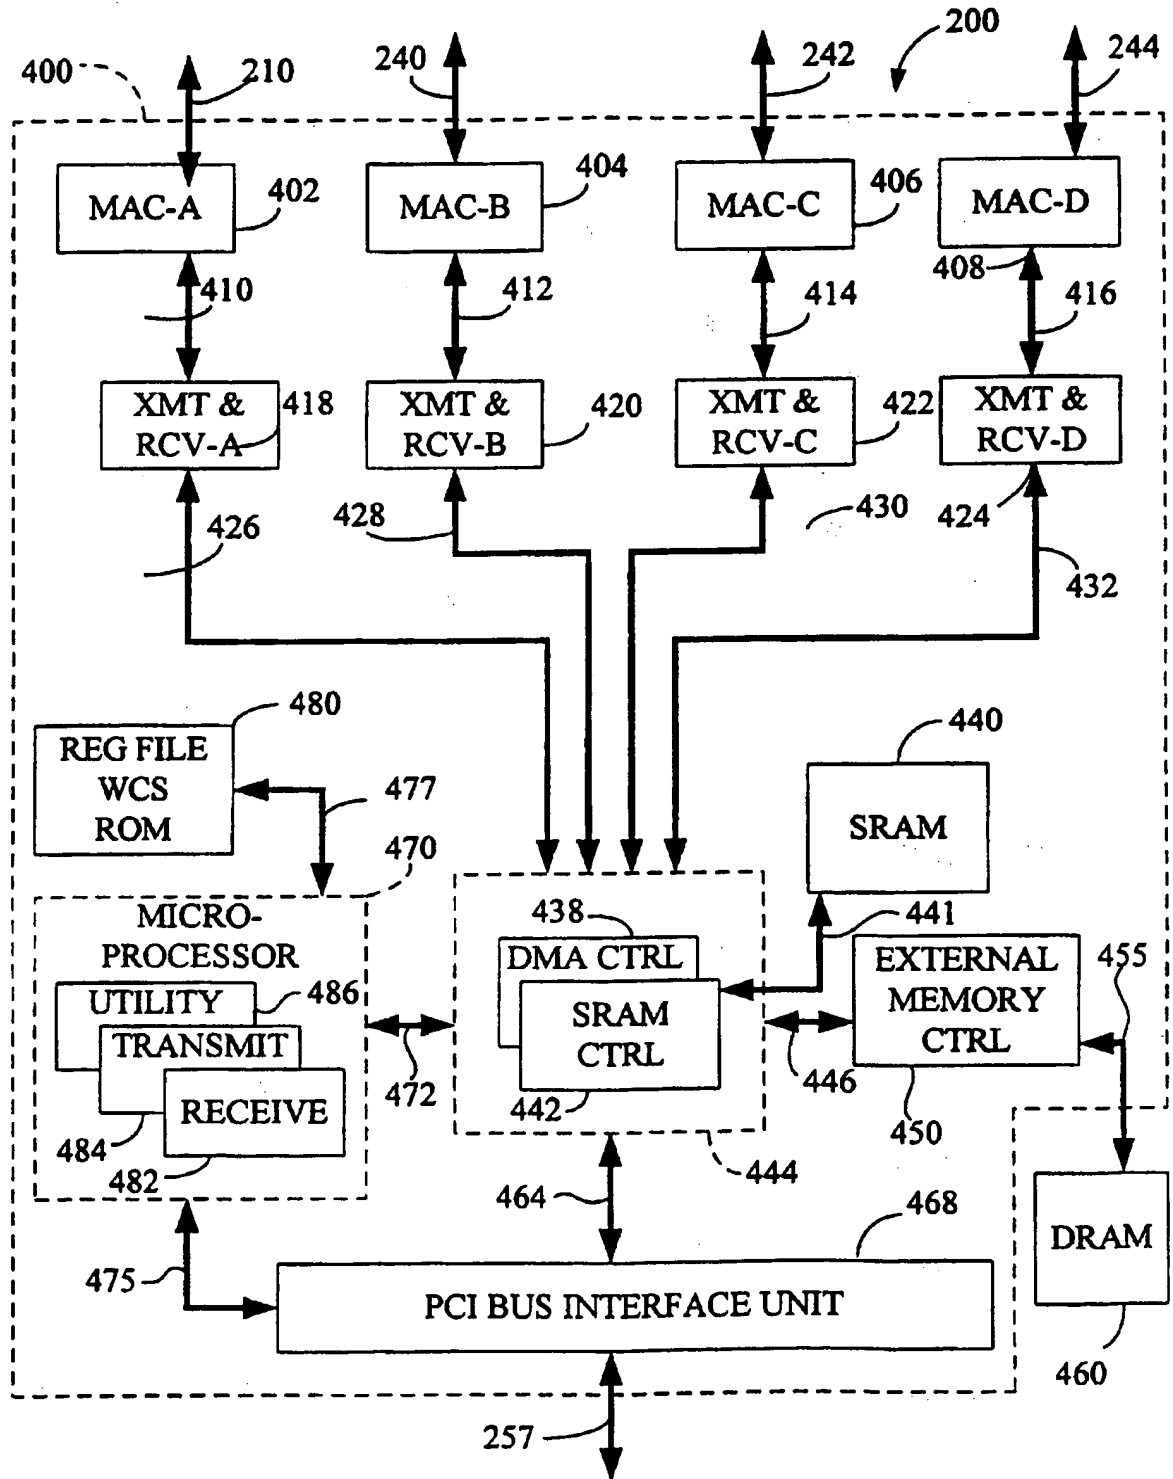 200
400
210
240
242
244
MAC-A
402
MAC-B
404
MAC-C
406
MAC-D
408
410
412
414
416
XMT &
RCV-A
418
XMT &
RCV-B
420
XMT &
RCV-C
422
XMT &
RCV-D
424
426
428
430
432
480
REG FILE
WCS
ROM
477
470
440
SRAM
441
MICRO-
PROCESSOR
UTILITY
486
TRANSMIT
484
RECEIVE
482
472
438
DMA CTRL
SRAM
CTRL
442
444
446
EXTERNAL
MEMORY
CTRL
450
455
DRAM
460
464
468
475
PCI BUS INTERFACE UNIT
257